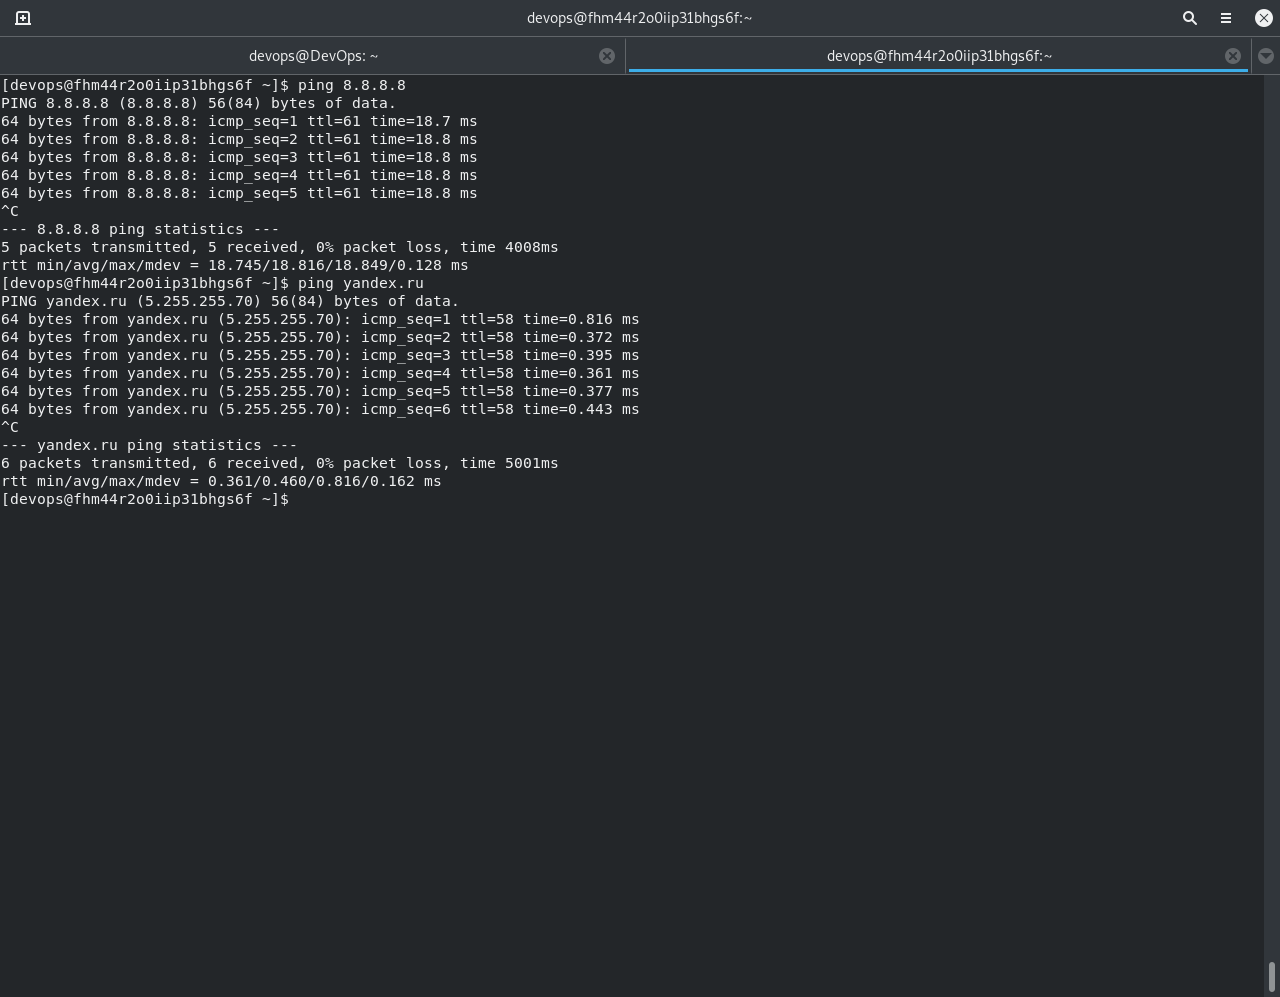 devops@fhm44r2o0iip31bhgs6f:~
devops@DevOps: ~
devops@fhm44r2o0iip31bhgs6f:~
[devops@fhm44r2o0iip31bhgs6f ~]$ ping 8.8.8.8
PING 8.8.8.8 (8.8.8.8) 56(84) bytes of data.
64 bytes from 8.8.8.8: icmp_seq=1 ttl=61 time=18.7 ms
64 bytes from 8.8.8.8: icmp_seq=2 ttl=61 time=18.8 ms
64 bytes from 8.8.8.8: icmp_seq=3 ttl=61 time=18.8 ms
64 bytes from 8.8.8.8: icmp_seq=4 ttl=61 time=18.8 ms
64 bytes from 8.8.8.8: icmp_seq=5 ttl=61 time=18.8 ms
^C
--- 8.8.8.8 ping statistics ---
5 packets transmitted, 5 received, 0% packet loss, time 4008ms
rtt min/avg/max/mdev = 18.745/18.816/18.849/0.128 ms
[devops@fhm44r2o0iip31bhgs6f ~]$ ping yandex.ru
PING yandex.ru (5.255.255.70) 56(84) bytes of data.
64 bytes from yandex.ru (5.255.255.70): icmp_seq=1 ttl=58 time=0.816 ms
64 bytes from yandex.ru (5.255.255.70): icmp_seq=2 ttl=58 time=0.372 ms
64 bytes from yandex.ru (5.255.255.70): icmp_seq=3 ttl=58 time=0.395 ms
64 bytes from yandex.ru (5.255.255.70): icmp_seq=4 ttl=58 time=0.361 ms
64 bytes from yandex.ru (5.255.255.70): icmp_seq=5 ttl=58 time=0.377 ms
64 bytes from yandex.ru (5.255.255.70): icmp_seq=6 ttl=58 time=0.443 ms
^C
--- yandex.ru ping statistics ---
6 packets transmitted, 6 received, 0% packet loss, time 5001ms
rtt min/avg/max/mdev = 0.361/0.460/0.816/0.162 ms
[devops@fhm44r2o0iip31bhgs6f ~]$